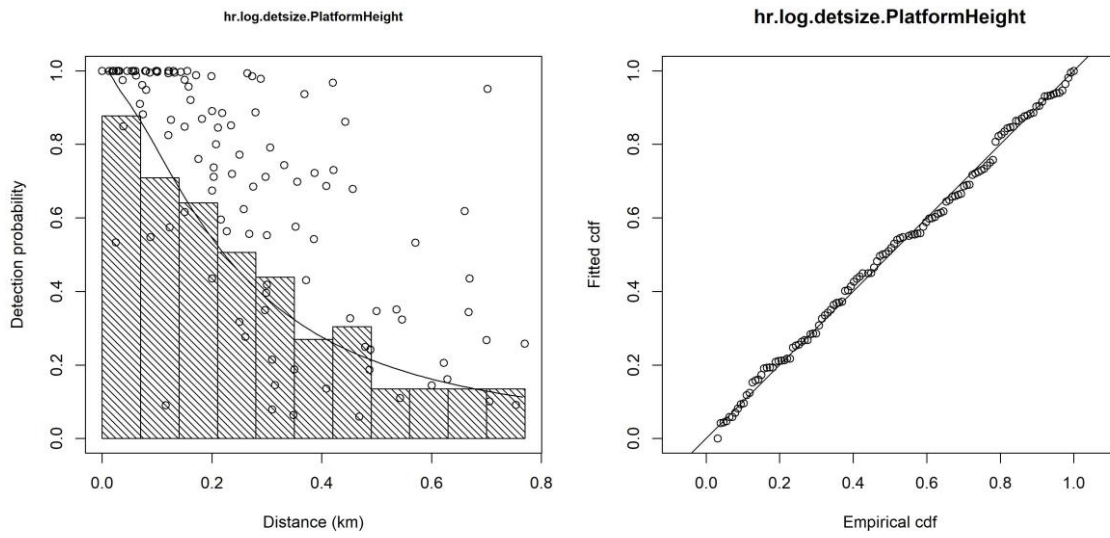 hr.log.detsize.PlatformHeight
Detection probability
1.0
0.8
0.6
0.4
0.2
0.0
0.0 0.2 0.4 0.6 0.8
Distance (km)
hr.log.detsize.PlatformHeight
Fitted cdf
1.0
0.8
0.6
0.4
0.2
0.0
0.0 0.2 0.4 0.6 0.8 1.0
Empirical cdf